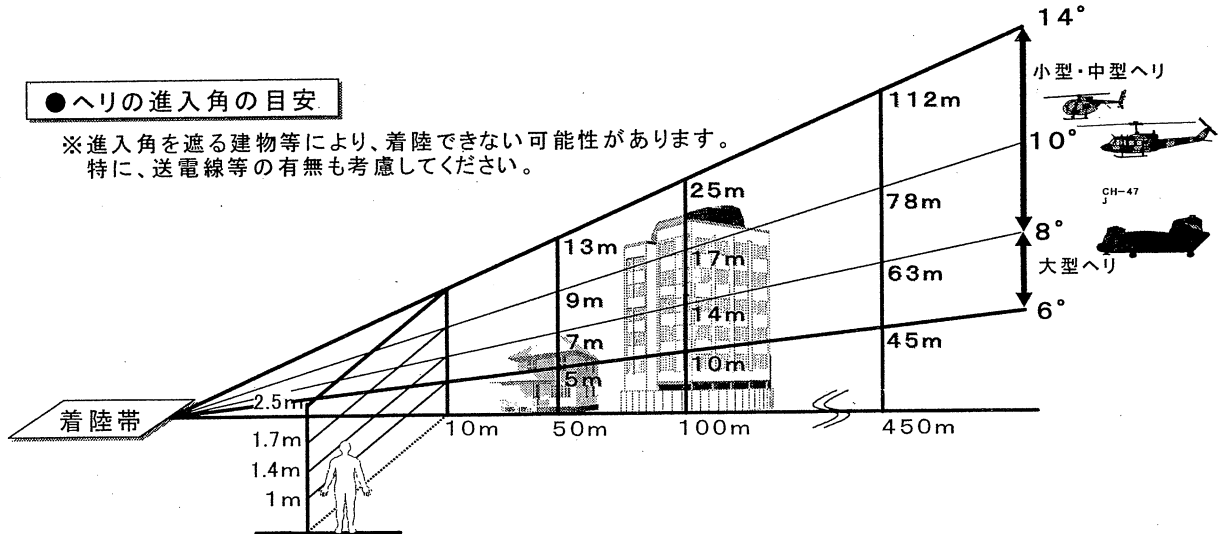 ●ヘリの進入角の目安
※進入角を遮る建物等により、着陸できない可能性があります。
特に、送電線等の有無も考慮してください。
14°
小型・中型ヘリ
112m
10°
25m
78m
CH-47
J
13m
17m
8°
9m
63m
大型ヘリ
14m
6°
7m
45m
10m
5m
2.5m
着陸帯
10m
50m
100m
450m
1.7m
1.4m
1m